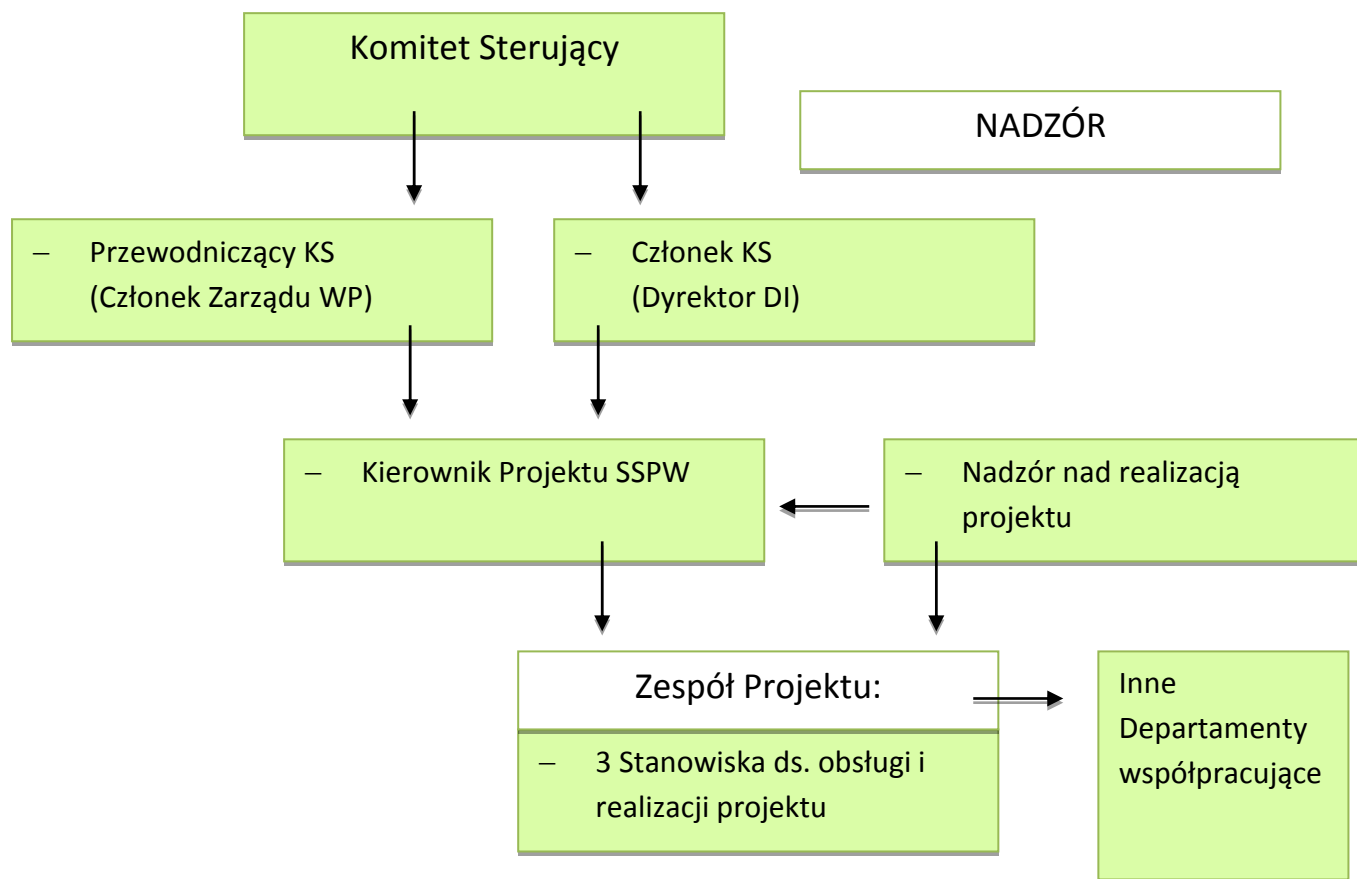 Komitet Sterujący
NADZÓR
– Przewodniczący KS
(Członek Zarządu WP)
– Członek KS
(Dyrektor DI)
– Kierownik Projektu SSPW
– Nadzór nad realizacją
projektu
Zespół Projektu:
– 3 Stanowiska ds. obsługi i
realizacji projektu
Inne
Departamenty
współpracujące